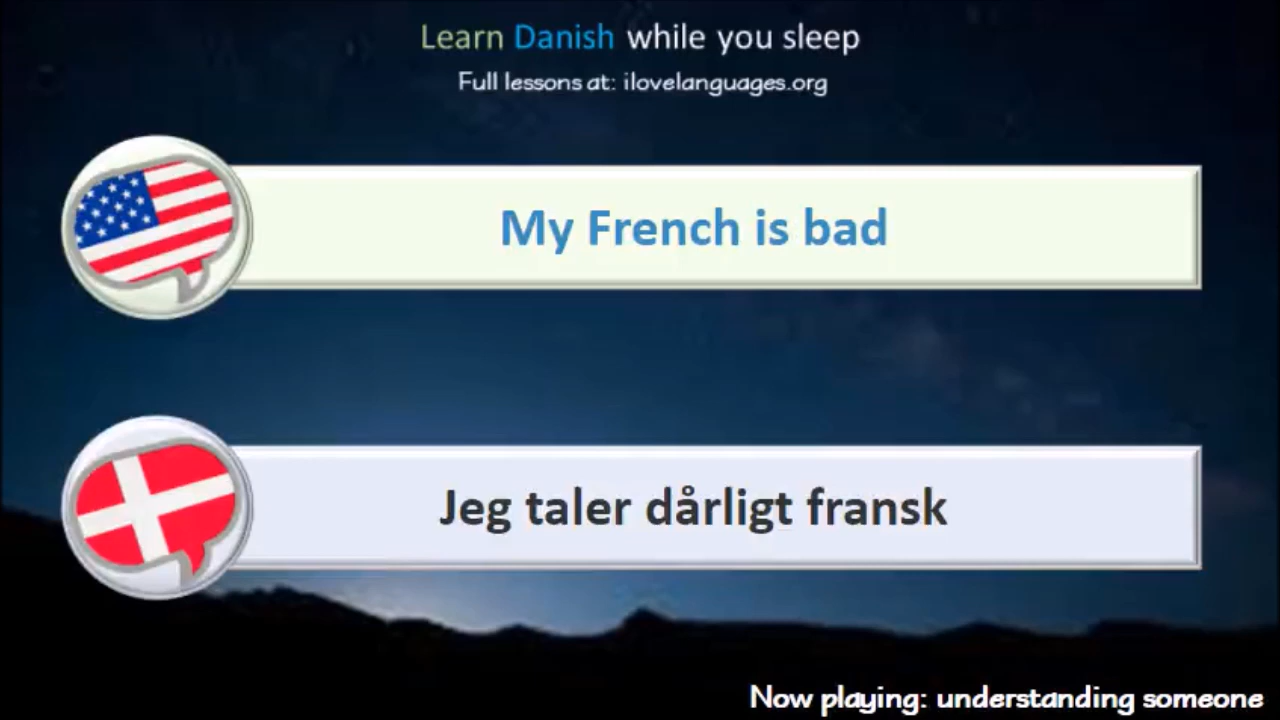 Learn Danish while you sleep
Full lessons at: ilovelanguages.org
My French is bad
Jeg taler dårligt fransk
Now playing: understanding someone